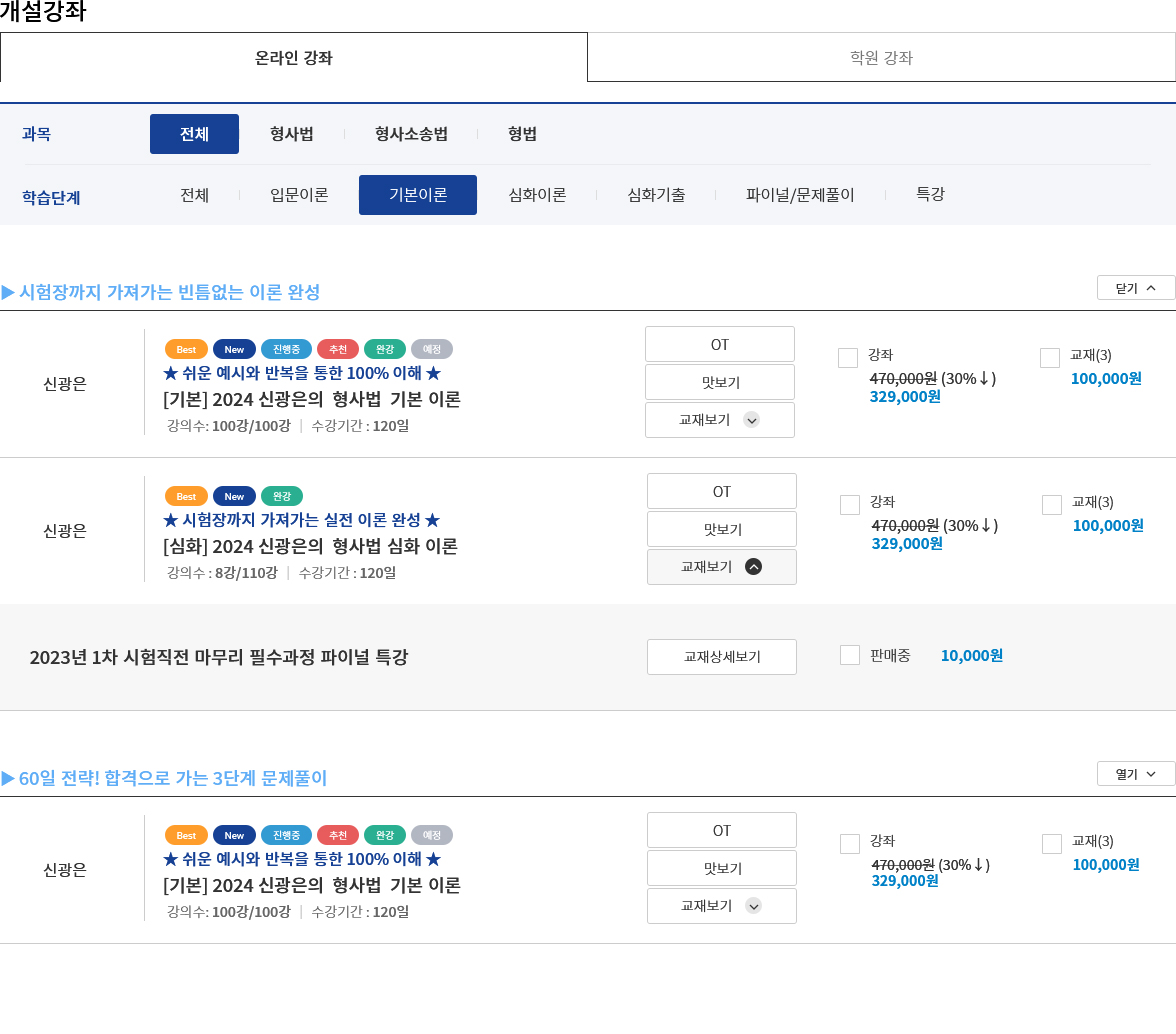 개설강좌
온라인 강좌 학원 강좌
과목 전체 형사법 형사소송법 형법
학습단계 전체 입문이론 기본이론 심화이론 심화기출 파이널/문제풀이 특강
▶ 시험장까지 가져가는 빈틈없는 이론 완성 닫기
신광은
Best New 진행중 추천 완강 예정
★ 쉬운 예시와 반복을 통한 100% 이해 ★
[기본] 2024 신광은의 형사법 기본 이론
강의수: 100강/100강 | 수강기간 : 120일
OT
맛보기
교재보기
강좌
470,000원 (30%↓)
329,000원
교재(3)
100,000원
신광은
Best New 완강
★ 시험장까지 가져가는 실전 이론 완성 ★
[심화] 2024 신광은의 형사법 심화 이론
강의수 : 8강/110강 | 수강기간 : 120일
OT
맛보기
교재보기
강좌
470,000원 (30%↓)
329,000원
교재(3)
100,000원
2023년 1차 시험직전 마무리 필수과정 파이널 특강 교재상세보기 판매중 10,000원
▶ 60일 전략! 합격으로 가는 3단계 문제풀이 열기
신광은
Best New 진행중 추천 완강 예정
★ 쉬운 예시와 반복을 통한 100% 이해 ★
[기본] 2024 신광은의 형사법 기본 이론
강의수: 100강/100강 | 수강기간 : 120일
OT
맛보기
교재보기
강좌
470,000원 (30%↓)
329,000원
교재(3)
100,000원